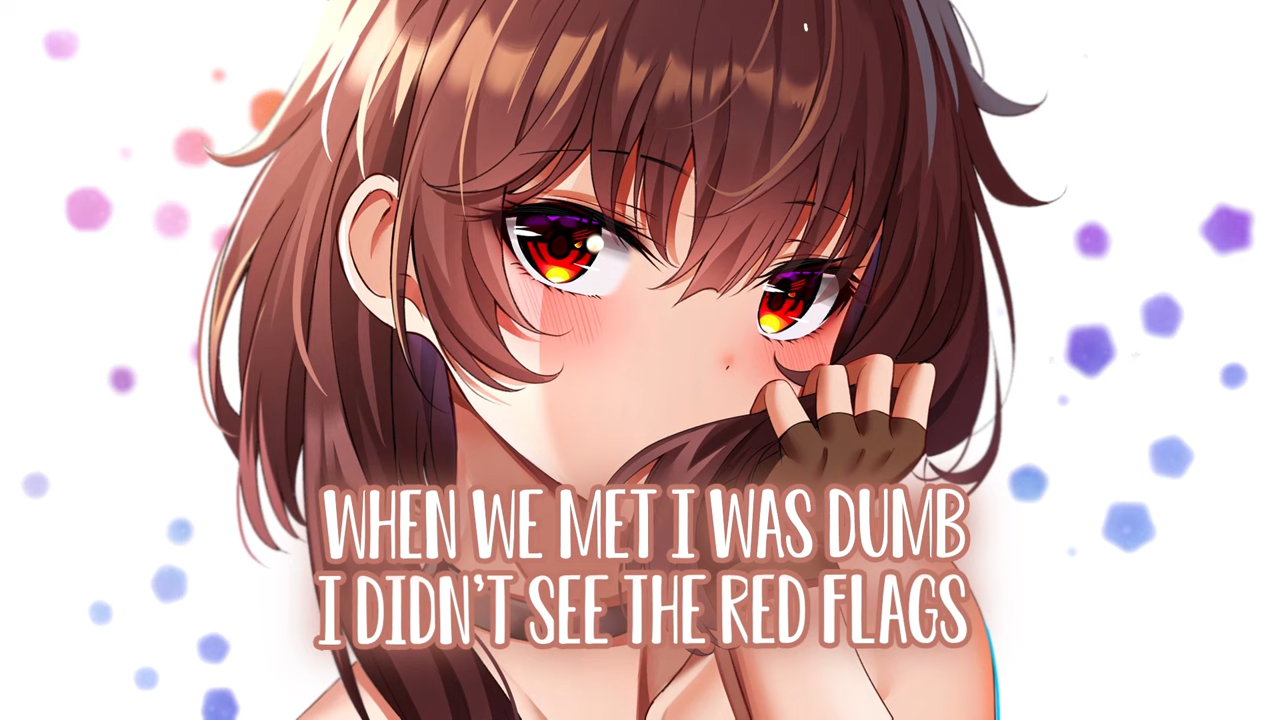 WHEN WE MET I WAS DUMB
I DIDN'T SEE THE RED FLAGS